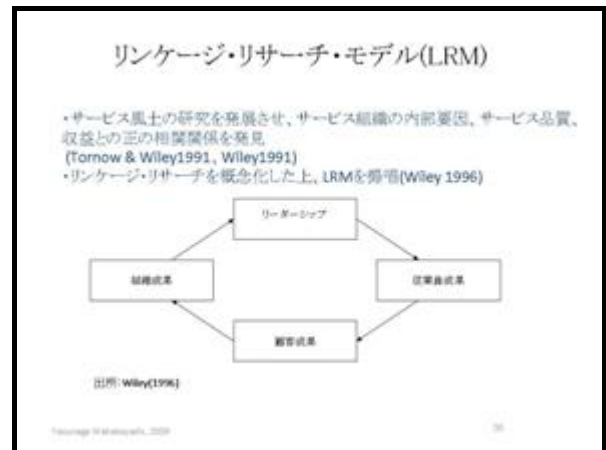 リンケージ・リサーチ・モデル(LRM)
・サービス風土の研究を発展させ、サービス組織の内部要因、サービス品質、
収益との正の相関関係を発見
(Tornow & Wiley1991、Wiley1991)
・リンケージ・リサーチを概念化した上、LRMを提唱(Wiley 1996)
リーダーシップ
組織成果
従業員成果
顧客成果
出所: Wiley(1996)